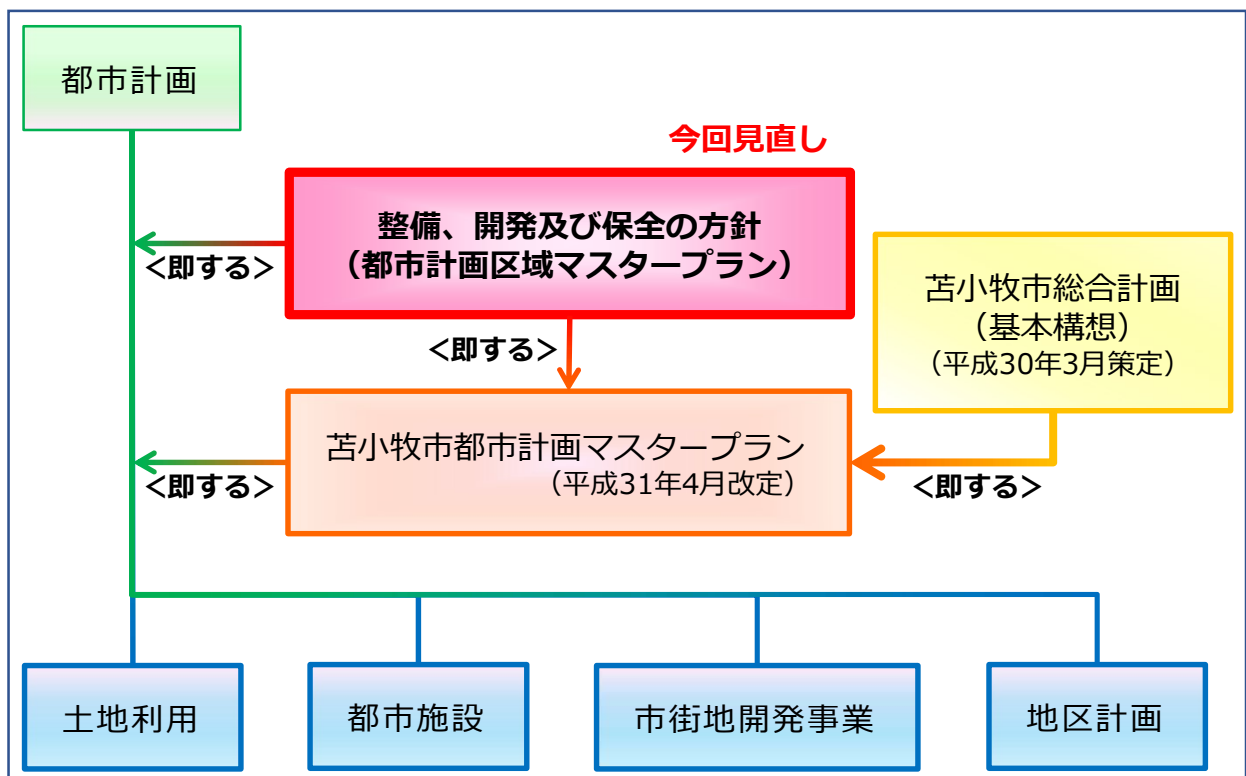 都市計画
今回見直し
整備、開発及び保全の方針
（都市計画区域マスタープラン）
<即する>
<即する>
苫小牧市総合計画
（基本構想）
（平成30年3月策定）
苫小牧市都市計画マスタープラン
（平成31年4月改定）
<即する>
<即する>
土地利用
都市施設
市街地開発事業
地区計画